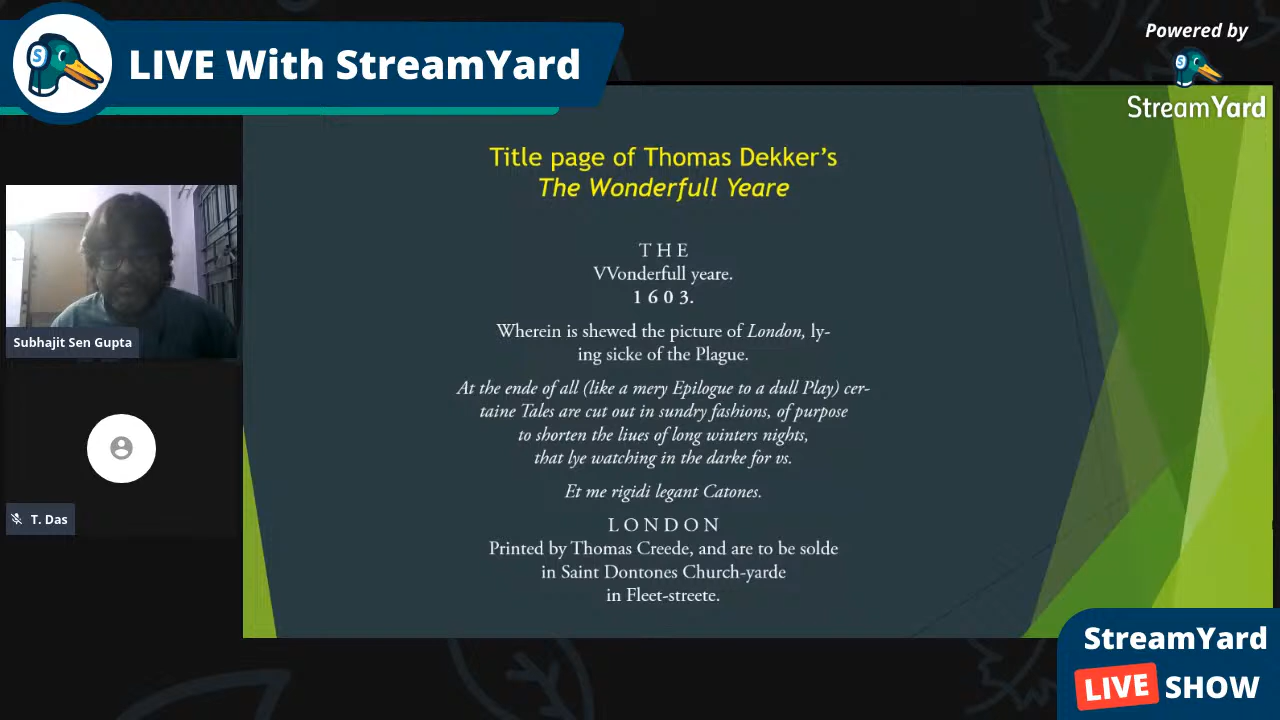 LIVE With StreamYard
Powered by
StreamYard
Title page of Thomas Dekker’s
The Wonderfull Yeare
T H E
VVonderfull yeare.
1 6 0 3.
Wherein is shewed the picture of London, ly-
ing sicke of the Plague.
At the ende of all (like a mery Epilogue to a dull Play) cer-
taine Tales are cut out in sundry fashions, of purpose
to shorten the liues of long winters nights,
that lye watching in the darke for vs.
Et me rigidi legant Catones.
L O N D O N
Printed by Thomas Creede, and are to be solde
in Saint Dontones Church-yarde
in Fleet-streete.
Subhajit Sen Gupta
T. Das
StreamYard
LIVE SHOW